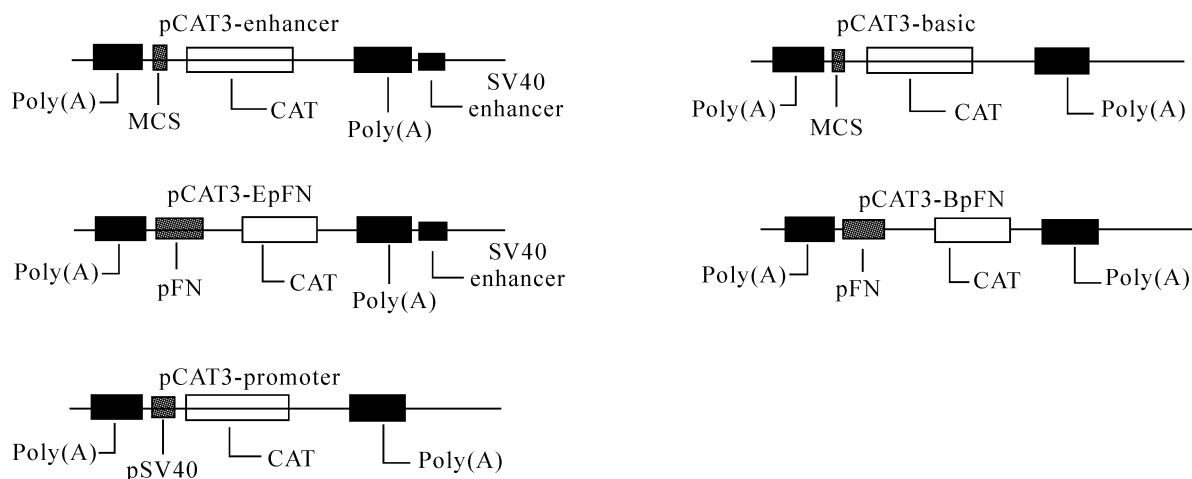 pCAT3-enhancer
Poly(A)
MCS
CAT
Poly(A)
SV40
enhancer
pCAT3-basic
Poly(A)
MCS
CAT
Poly(A)
pCAT3-EpFN
Poly(A)
pFN
CAT
Poly(A)
SV40
enhancer
pCAT3-BpFN
Poly(A)
pFN
CAT
Poly(A)
pCAT3-promoter
Poly(A)
pSV40
CAT
Poly(A)